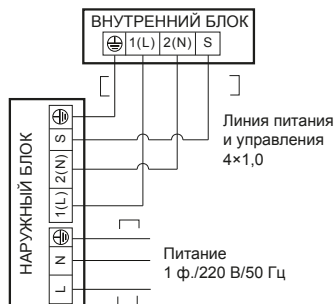 ВНУТРЕННИЙ БЛОК
1(L) 2(N) S
Линия питания
и управления
4×1,0
НАРУЖНЫЙ БЛОК
S
2(N)
1(L)
N
L
Питание
1 ф./220 В/50 Гц